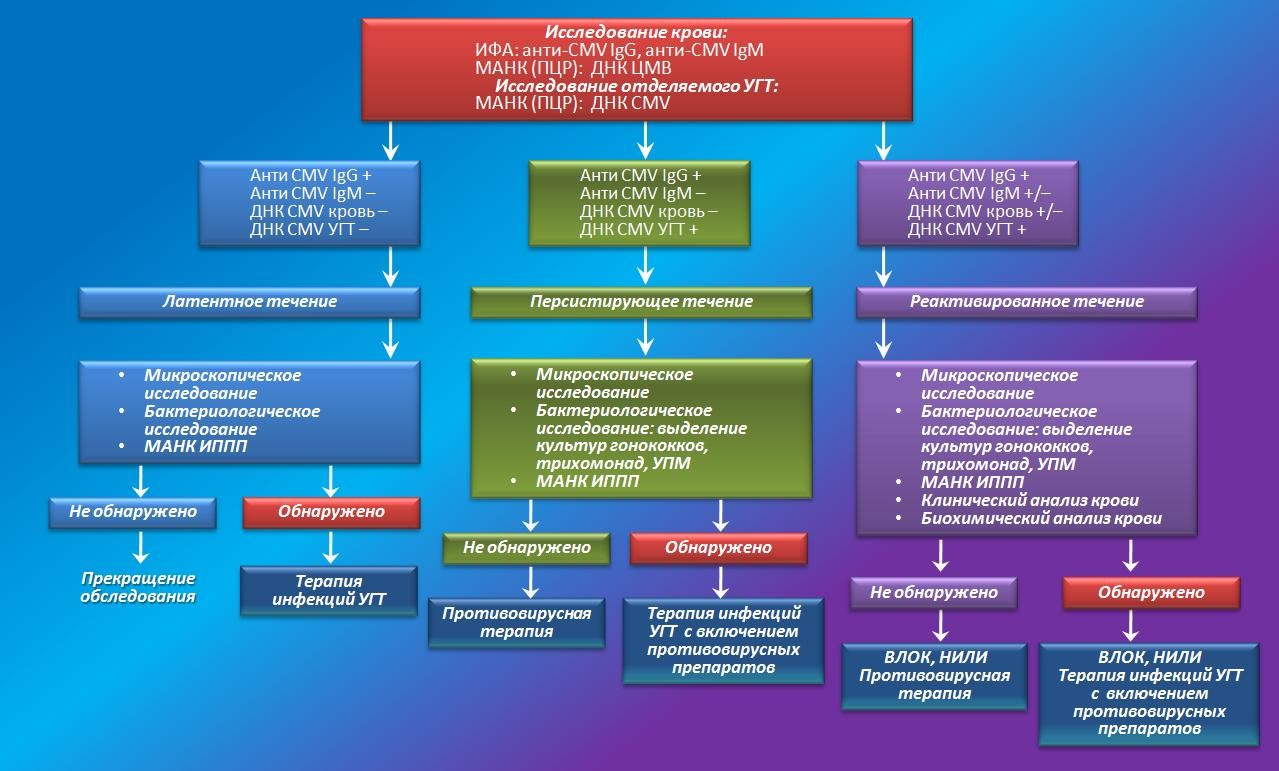 Исследование крови:
ИФА: анти-CMV IgG, анти-CMV IgM
МАНК (ПЦР): ДНК ЦМВ
Исследование отделяемого УГТ:
МАНК (ПЦР): ДНК CMV
Анти CMV IgG +
Анти CMV IgM –
ДНК CMV кровь –
ДНК CMV УГТ –
Анти CMV IgG +
Анти CMV IgM –
ДНК CMV кровь –
ДНК CMV УГТ +
Анти CMV IgG +
Анти CMV IgM +/–
ДНК CMV кровь +/–
ДНК CMV УГТ +
Латентное течение
Персистирующее течение
Реактивированное течение
• Микроскопическое
исследование
• Бактериологическое
исследование
• МАНК ИППП
• Микроскопическое
исследование
• Бактериологическое
исследование: выделение
культур гонококков,
трихомонад, УПМ
• МАНК ИППП
• Микроскопическое
исследование
• Бактериологическое
исследование: выделение
культур гонококков,
трихомонад, УПМ
• МАНК ИППП
• Клинический анализ крови
• Биохимический анализ крови
Не обнаружено
Обнаружено
Не обнаружено
Обнаружено
Не обнаружено
Обнаружено
Прекращение
обследования
Терапия
инфекций УГТ
Противовирусная
терапия
Терапия инфекций
УГТ с включением
противовирусных
препаратов
ВЛОК, НИЛИ
Противовирусная
терапия
ВЛОК, НИЛИ
Терапия инфекций УГТ
с включением
противовирусных
препаратов